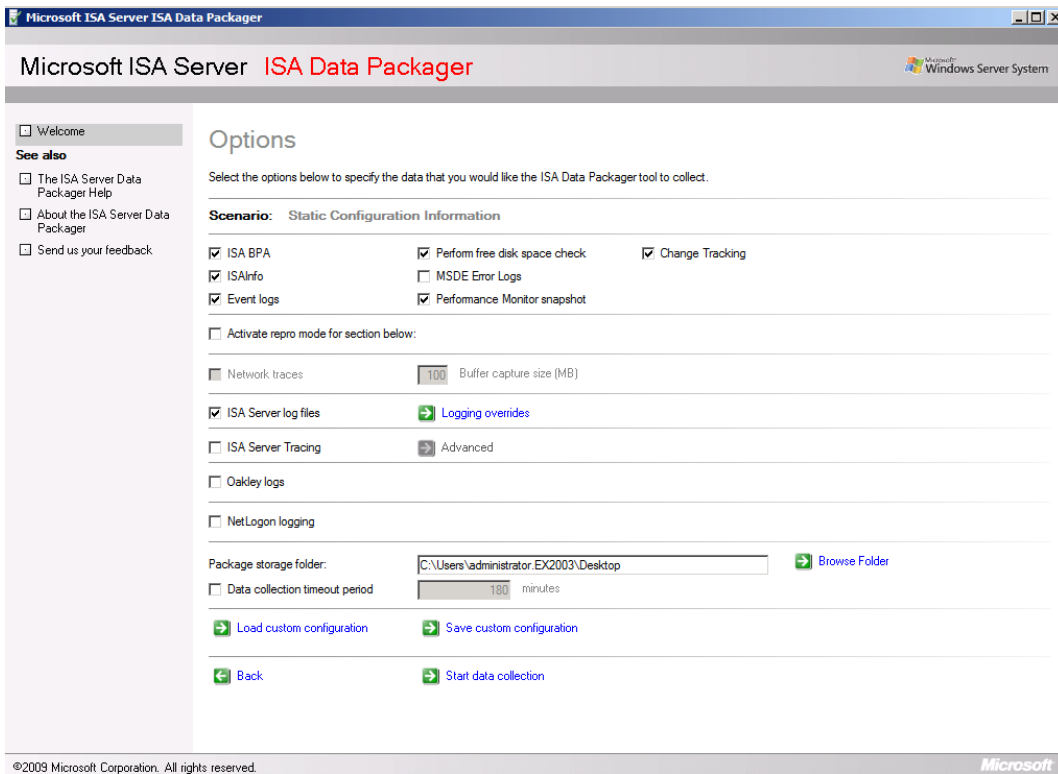 Microsoft ISA Server ISA Data Packager
Microsoft ISA Server ISA Data Packager
Microsoft
Windows Server System
Welcome
See also
The ISA Server Data
Packager Help
About the ISA Server Data
Packager
Send us your feedback
Options
Select the options below to specify the data that you would like the ISA Data Packager tool to collect.
Scenario: Static Configuration Information
ISA BPA Perform free disk space check Change Tracking
ISAInfo MSDE Error Logs
Event logs Performance Monitor snapshot
Activate repro mode for section below:
Network traces 100 Buffer capture size (MB)
ISA Server log files Logging overrides
ISA Server Tracing Advanced
Oakley logs
NetLogon logging
Package storage folder: C:\Users\administrator.EX2003\Desktop Browse Folder
Data collection timeout period 180 minutes
Load custom configuration Save custom configuration
Back Start data collection
©2009 Microsoft Corporation. All rights reserved. Microsoft